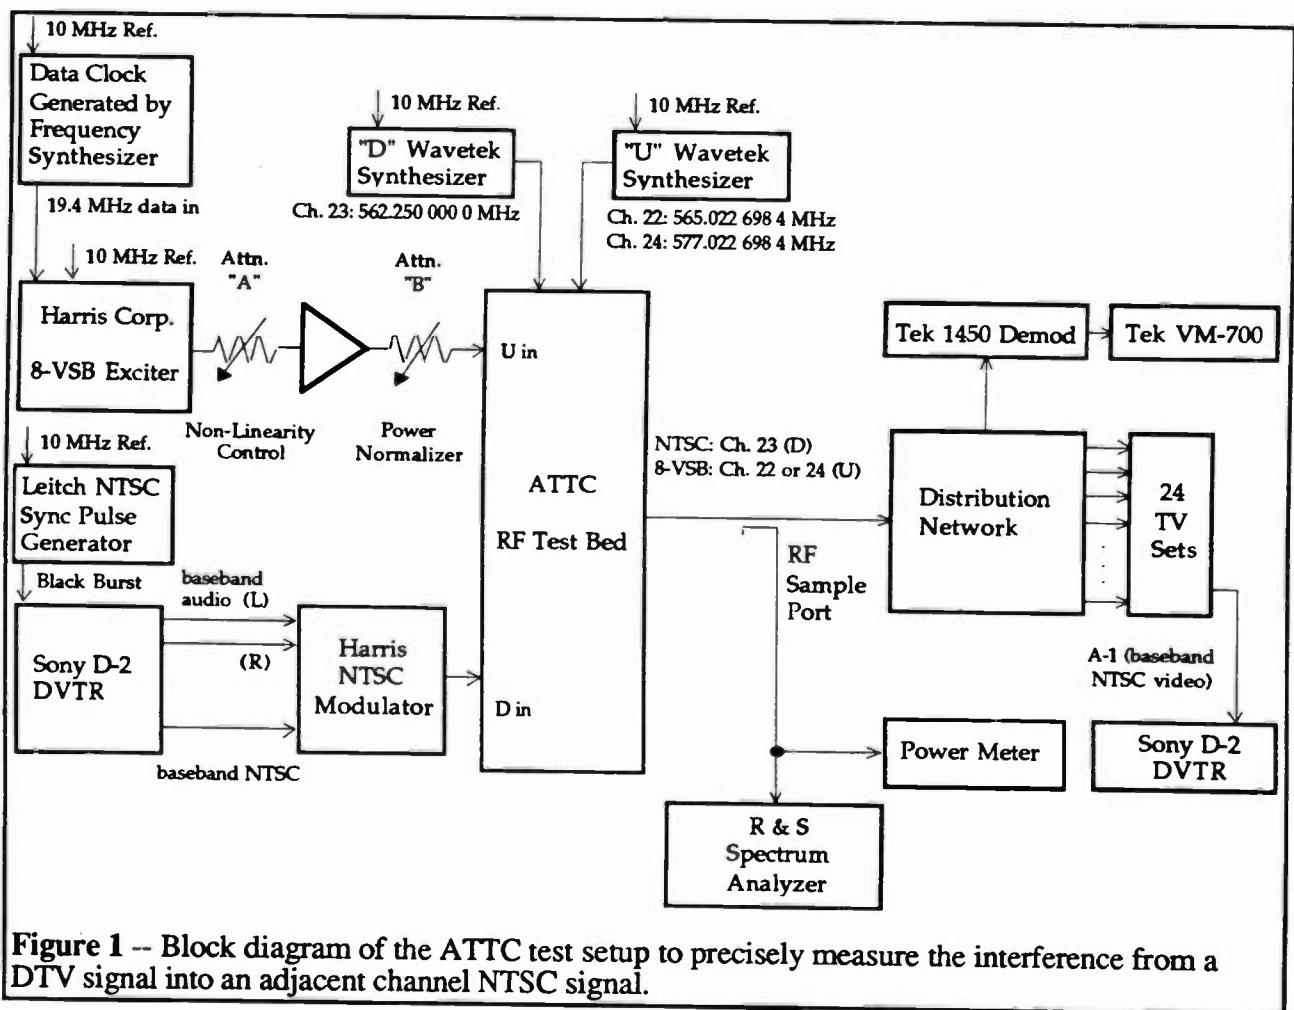 10 MHz Ref.
Data Clock
Generated by
Frequency
Synthesizer
19.4 MHz data in
10 MHz Ref.
"D" Wavetek
Synthesizer
Ch. 23: 562.250 000 0 MHz
10 MHz Ref.
"U" Wavetek
Synthesizer
Ch. 22: 565.022 698 4 MHz
Ch. 24: 577.022 698 4 MHz
10 MHz Ref.
Harris Corp.
8-VSB Exciter
Attn.
"A"
Non-Linearity
Control
Attn.
"B"
Power
Normalizer
U in
ATTC
RF Test Bed
D in
10 MHz Ref.
Leitch NTSC
Sync Pulse
Generator
Black Burst
Sony D-2
DVTR
baseband
audio (L)
(R)
baseband NTSC
Harris
NTSC
Modulator
NTSC: Ch. 23 (D)
8-VSB: Ch. 22 or 24 (U)
RF
Sample
Port
Tek 1450 Demod
Tek VM-700
Distribution
Network
24
TV
Sets
A-1 (baseband
NTSC video)
Sony D-2
DVTR
Power Meter
R & S
Spectrum
Analyzer
Figure 1 -- Block diagram of the ATTC test setup to precisely measure the interference from a
DTV signal into an adjacent channel NTSC signal.